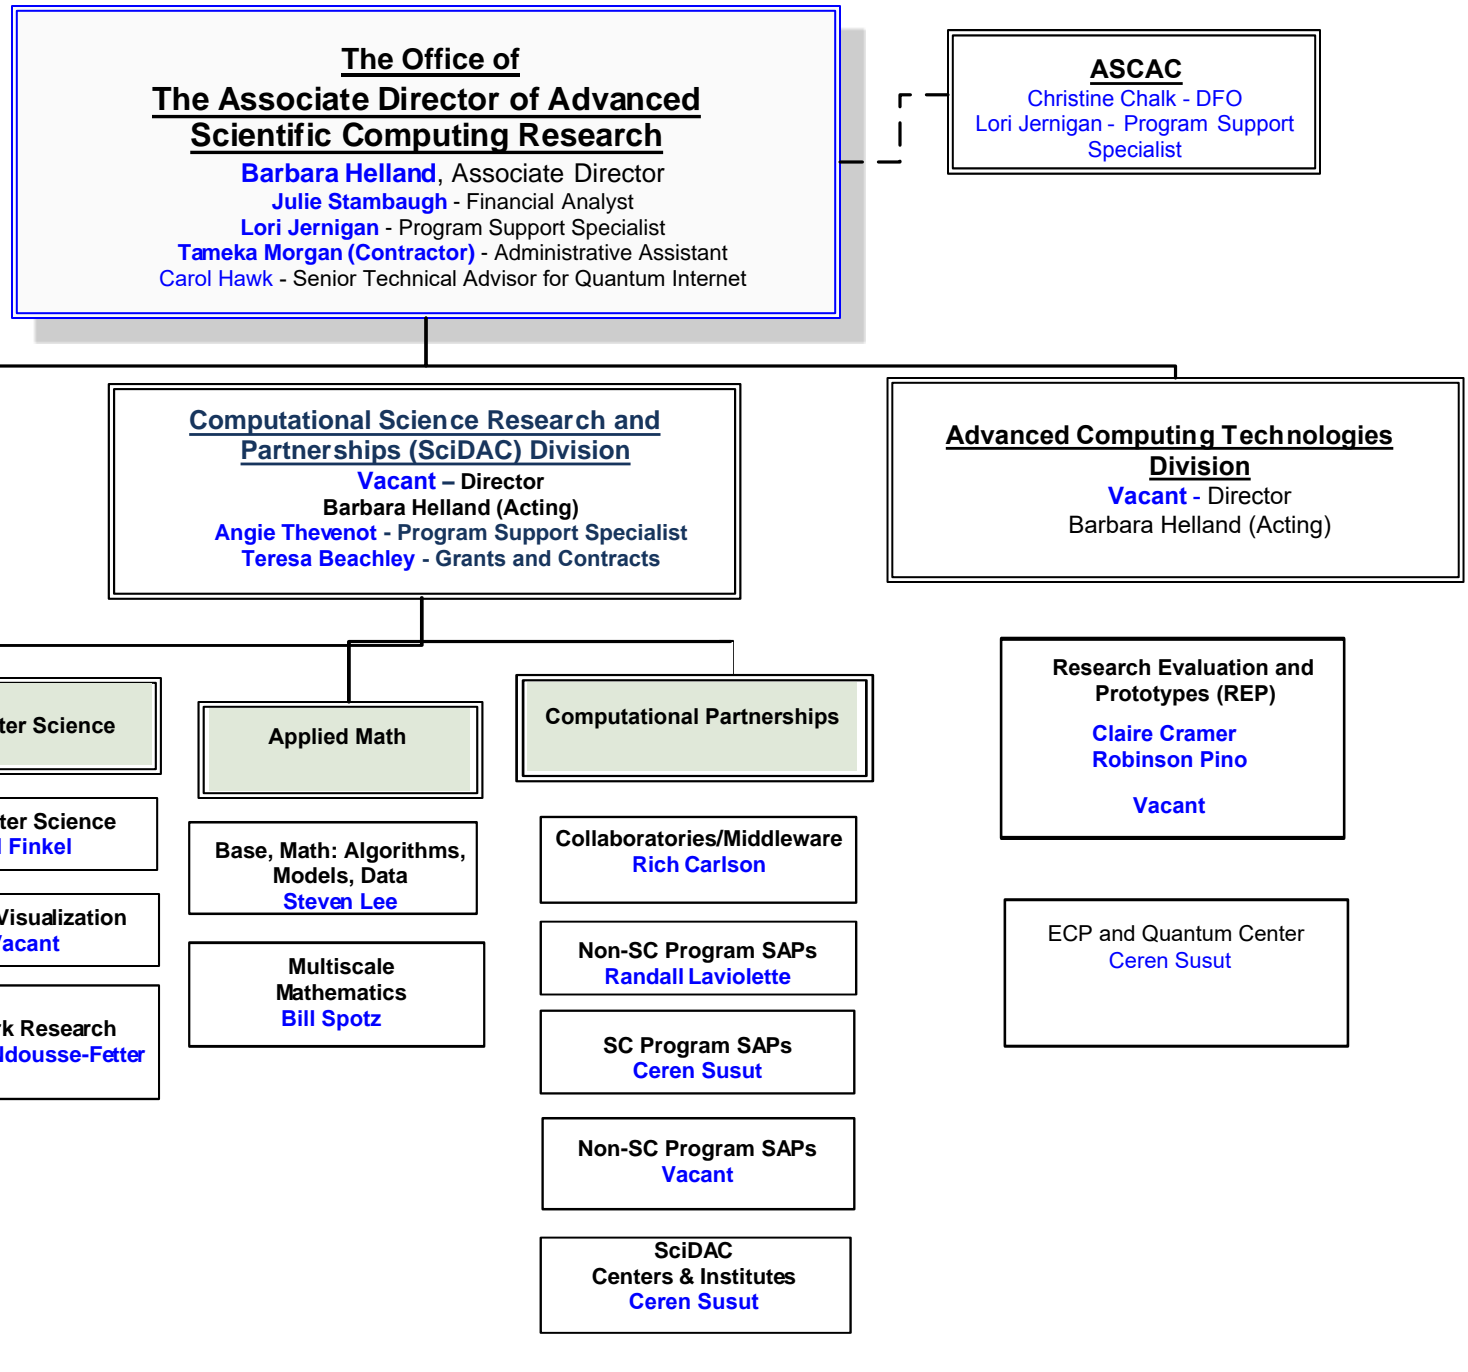 The Office of
The Associate Director of Advanced
Scientific Computing Research
Barbara Helland, Associate Director
Julie Stambaugh - Financial Analyst
Lori Jernigan - Program Support Specialist
Tameka Morgan (Contractor) - Administrative Assistant
Carol Hawk - Senior Technical Advisor for Quantum Internet
ASCAC
Christine Chalk - DFO
Lori Jernigan - Program Support
Specialist
Computational Science Research and
Partnerships (SciDAC) Division
Vacant – Director
Barbara Helland (Acting)
Angie Thevenot - Program Support Specialist
Teresa Beachley - Grants and Contracts
Advanced Computing Technologies
Division
Vacant - Director
Barbara Helland (Acting)
Science
Science
Finkel
Visualization
Research
Ndousse-Fetter
Applied Math
Base, Math: Algorithms,
Models, Data
Steven Lee
Multiscale
Mathematics
Bill Spotz
Computational Partnerships
Collaboratories/Middleware
Rich Carlson
Non-SC Program SAPs
Randall Laviolette
SC Program SAPs
Ceren Susut
Non-SC Program SAPs
Vacant
SciDAC
Centers & Institutes
Ceren Susut
Research Evaluation and
Prototypes (REP)
Claire Cramer
Robinson Pino
Vacant
ECP and Quantum Center
Ceren Susut